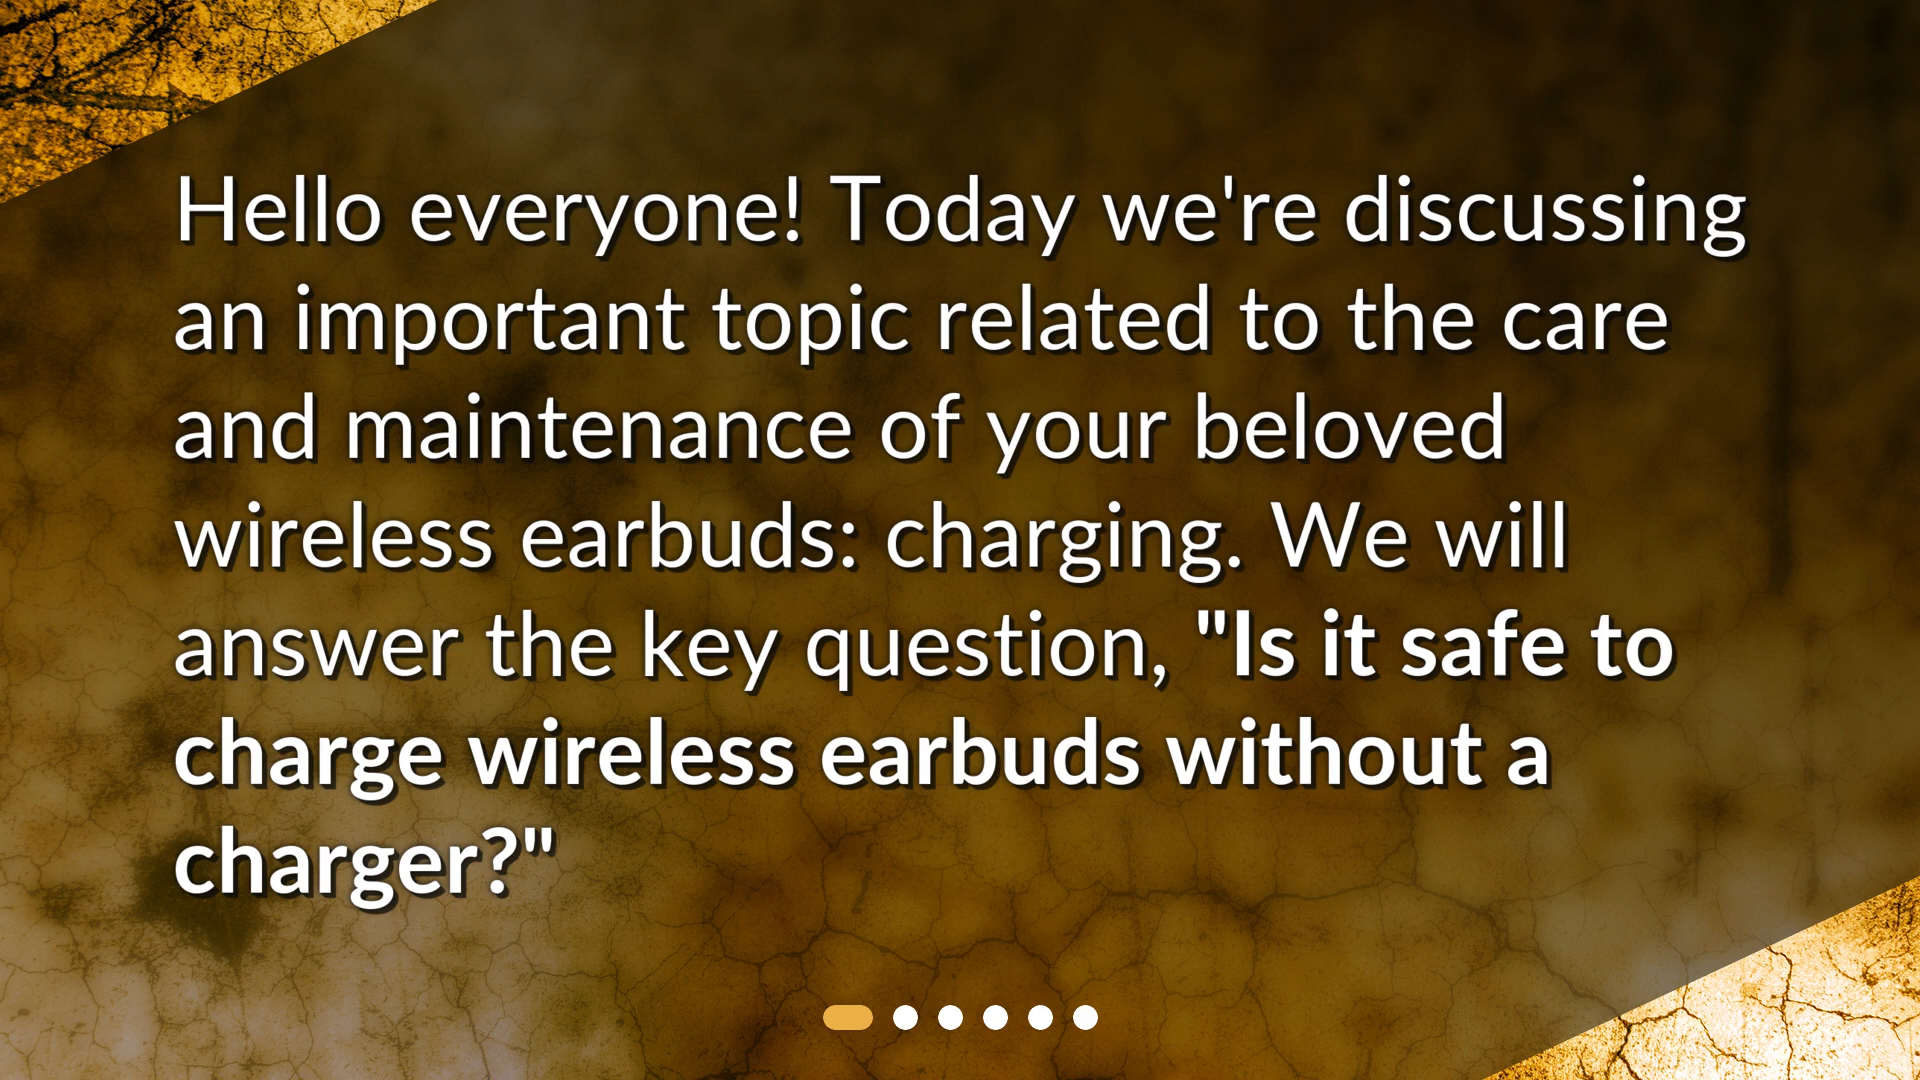 Hello everyone! Today we're discussing
an important topic related to the care
and maintenance of your beloved
wireless earbuds: charging. We will
answer the key question, "Is it safe to
charge wireless earbuds without a
charger?"